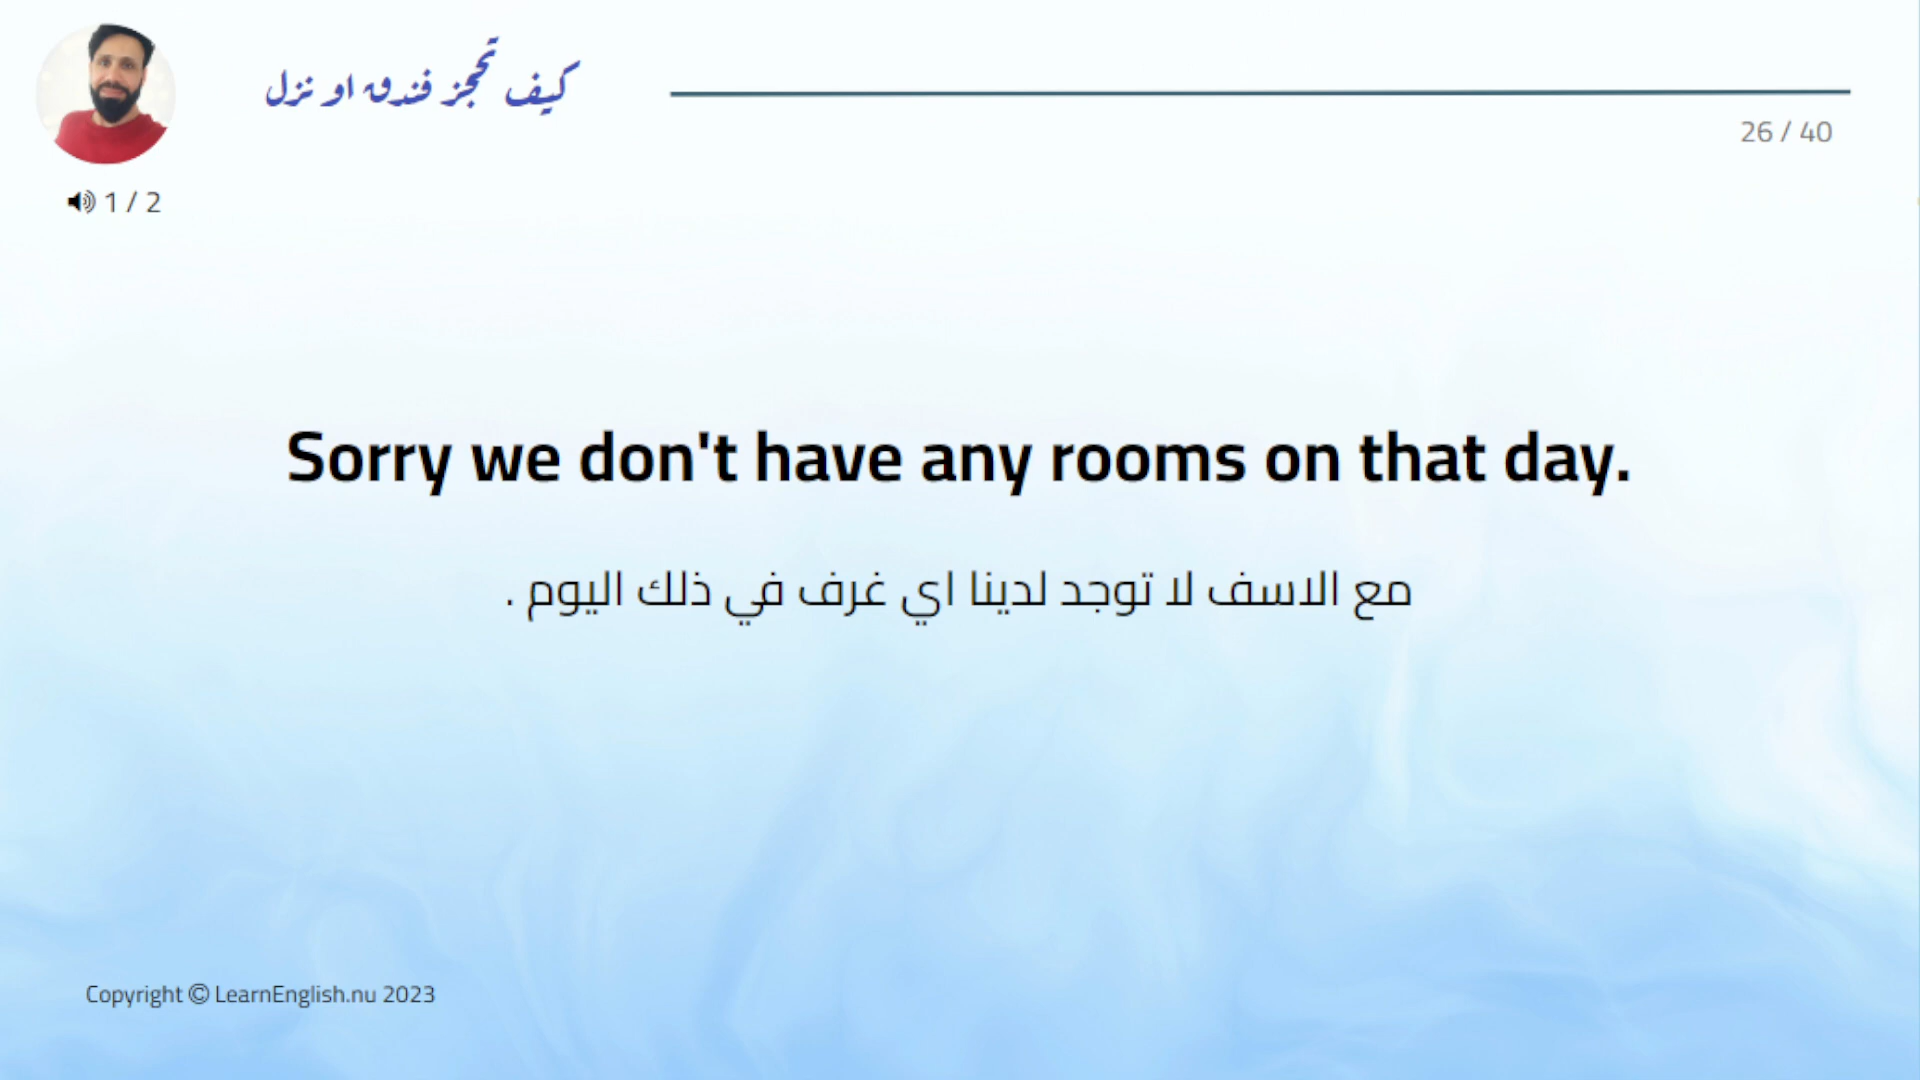 كيف تحجز فندق او نزل
26 / 40
1 / 2
Sorry we don't have any rooms on that day.
مع الاسف لا توجد لدينا اي غرف في ذلك اليوم .
Copyright © LearnEnglish.nu 2023